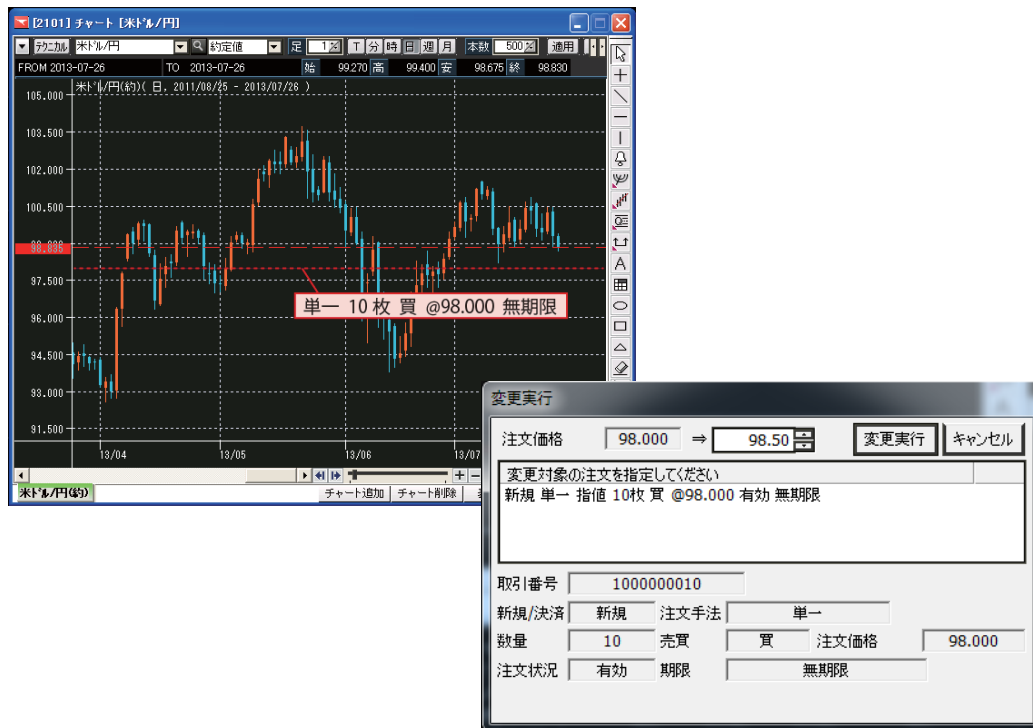 [2101] チャート [米ドル/円]
テクニカル 米ドル/円 約定値 足 1 T 分 時 日 週 月 本数 500 適用
FROM 2013-07-26 TO 2013-07-26 始 99.270 高 99.400 安 98.675 終 98.830
米ドル/円(約)( 日, 2011/08/25 - 2013/07/26 )
105.000
103.500
102.000
100.500
97.500
96.000
94.500
93.000
91.500
単一 10 枚 買 @98.000 無期限
A
13/04 13/05 13/06 13/07
米ドル/円(約) チャート追加 チャート削除
変更実行
注文価格 98.000 ⇒ 98.50 変更実行 キャンセル
変更対象の注文を指定してください
新規 単一 指値 10枚 買 @98.000 有効 無期限
取引番号 1000000010
新規/決済 新規 注文手法 単一
数量 10 売買 買 注文価格 98.000
注文状況 有効 期限 無期限